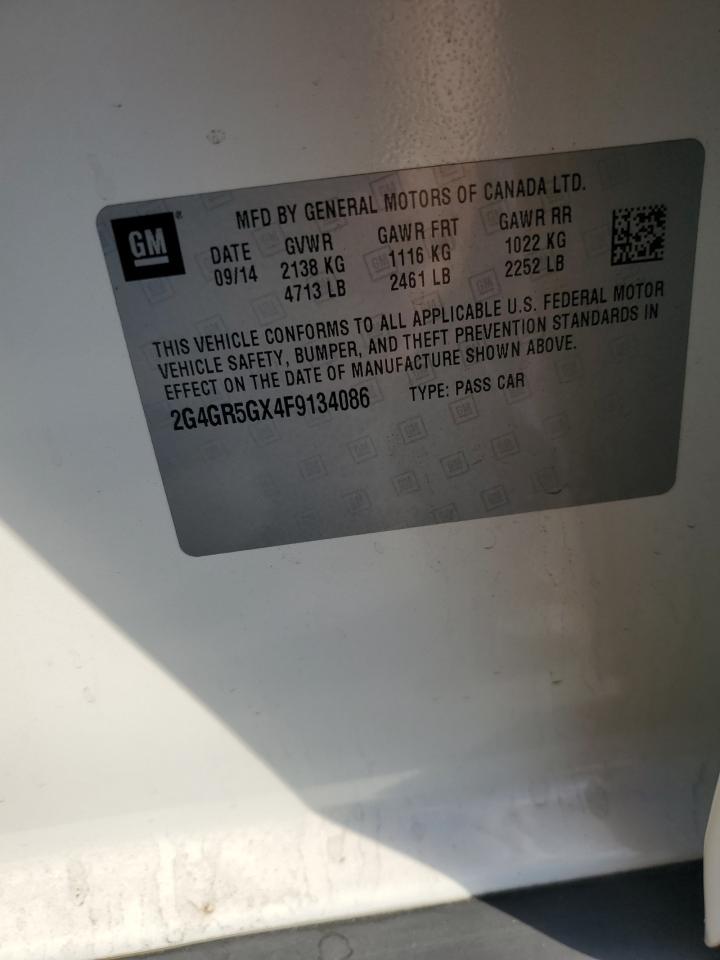 GM
MFD BY GENERAL MOTORS OF CANADA LTD.
DATE GVWR GAWR FRT GAWR RR
09/14 2138 KG 1116 KG 1022 KG
4713 LB 2461 LB 2252 LB
THIS VEHICLE CONFORMS TO ALL APPLICABLE U.S. FEDERAL MOTOR
VEHICLE SAFETY, BUMPER, AND THEFT PREVENTION STANDARDS IN
EFFECT ON THE DATE OF MANUFACTURE SHOWN ABOVE.
2G4GR5GX4F9134086 TYPE: PASS CAR